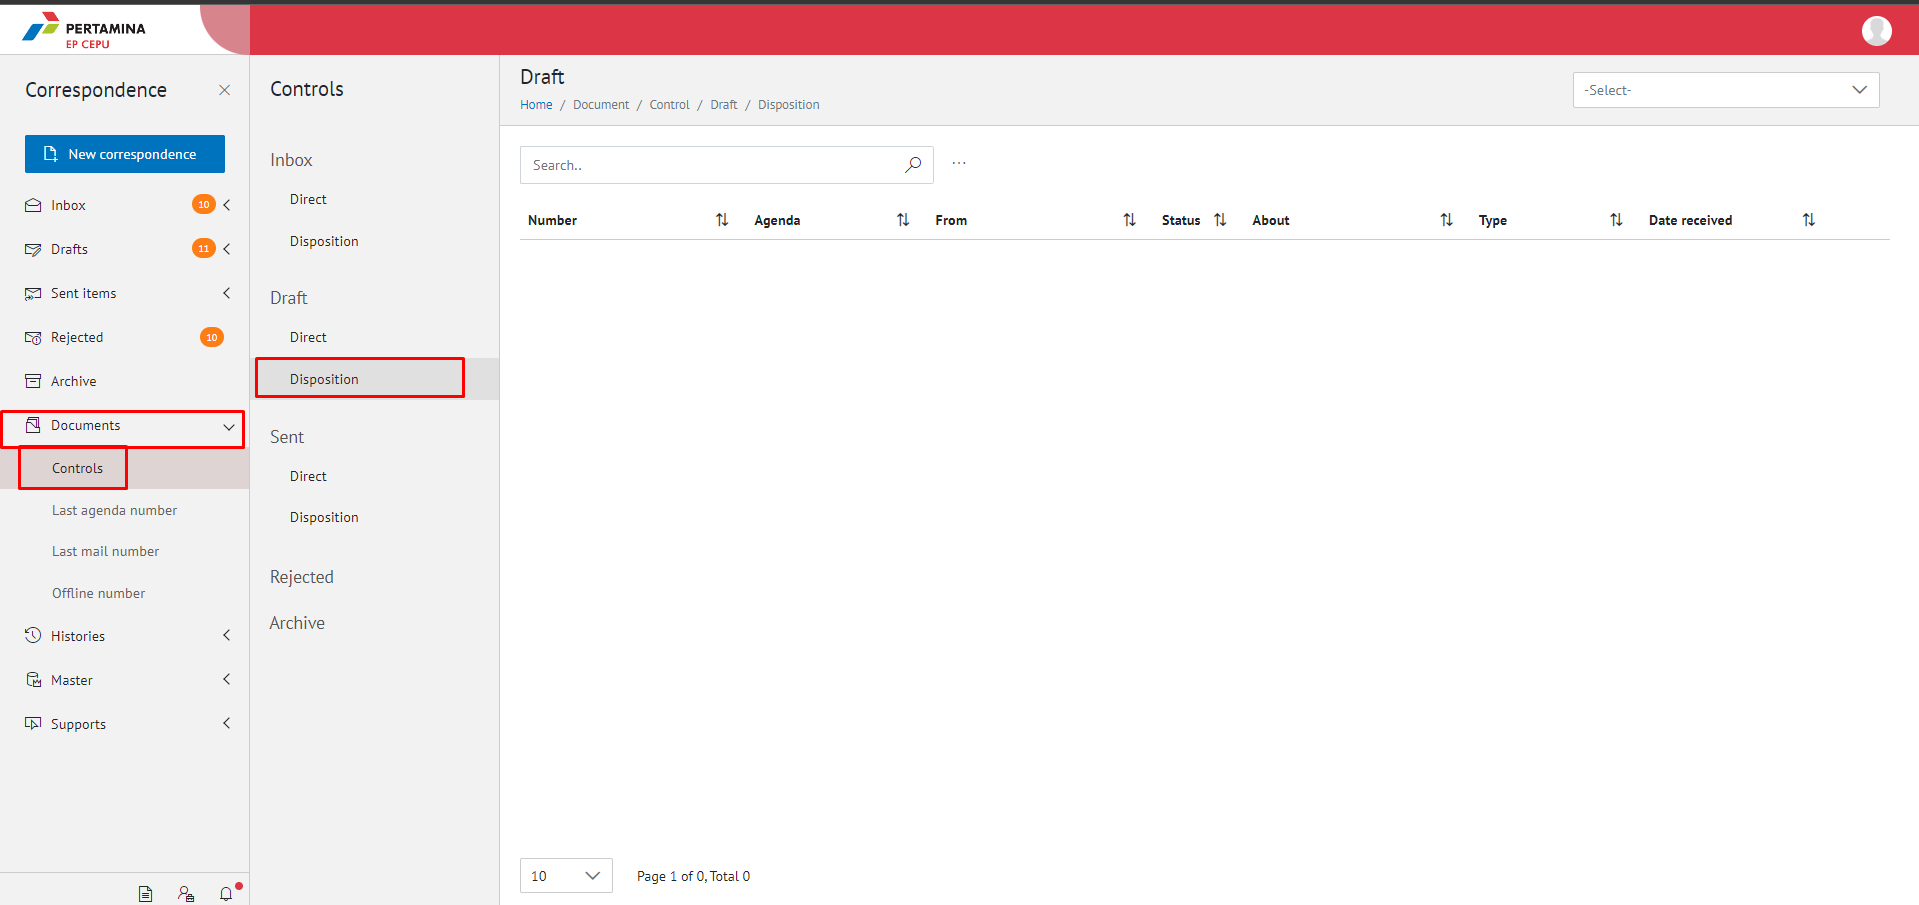 PERTAMINA
EP CEPU
Correspondence
New correspondence
Inbox 10
Drafts 11
Sent items
Rejected 10
Archive
Documents
Controls
Last agenda number
Last mail number
Offline number
Histories
Master
Supports
Controls
Inbox
Direct
Disposition
Draft
Direct
Disposition
Sent
Direct
Disposition
Rejected
Archive
Draft
Home / Document / Control / Draft / Disposition
-Select-
Search..
...
Number Agenda From Status About Type Date received
10 Page 1 of 0, Total 0